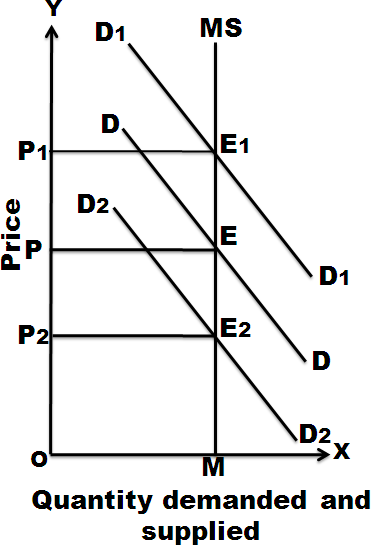 Y
D1
MS
D
P1
E1
D2
Price
P
E
D1
P2
E2
D
D2
O
M
X
Quantity demanded and
supplied